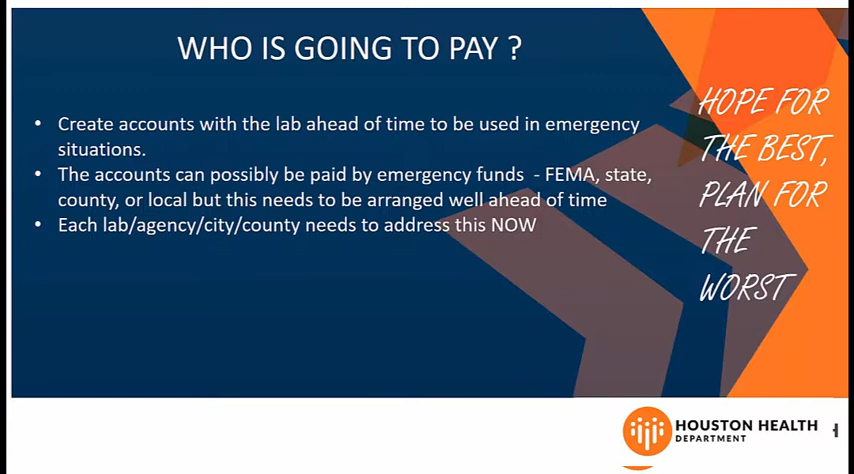 WHO IS GOING TO PAY ?
• Create accounts with the lab ahead of time to be used in emergency
situations.
• The accounts can possibly be paid by emergency funds - FEMA, state,
county, or local but this needs to be arranged well ahead of time
• Each lab/agency/city/county needs to address this NOW
HOPE FOR
THE BEST,
PLAN FOR
THE
WORST
HOUSTON HEALTH
DEPARTMENT